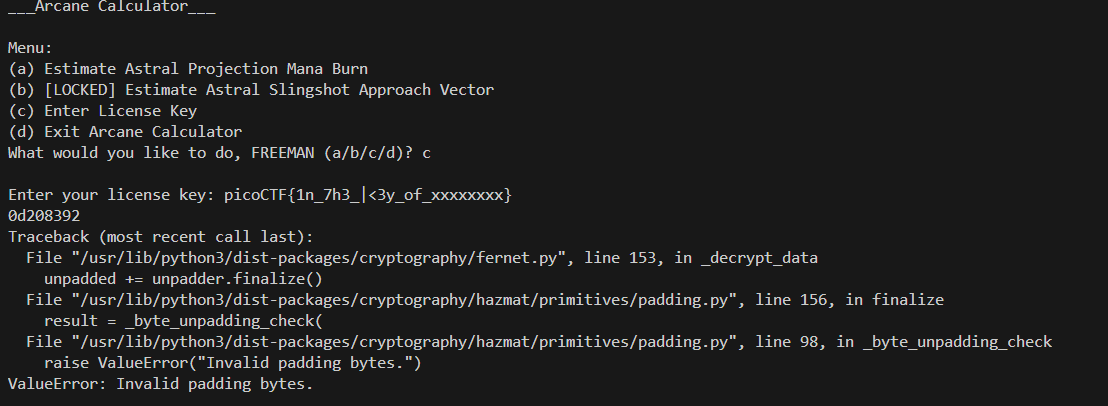 ___Arcane Calculator___
Menu:
(a) Estimate Astral Projection Mana Burn
(b) [LOCKED] Estimate Astral Slingshot Approach Vector
(c) Enter License Key
(d) Exit Arcane Calculator
What would you like to do, FREEMAN (a/b/c/d)? c
Enter your license key: picoCTF{1n_7h3_|<3y_of_xxxxxxxx}
0d208392
Traceback (most recent call last):
  File "/usr/lib/python3/dist-packages/cryptography/fernet.py", line 153, in _decrypt_data
    unpadded += unpadder.finalize()
  File "/usr/lib/python3/dist-packages/cryptography/hazmat/primitives/padding.py", line 156, in finalize
    result = _byte_unpadding_check(
  File "/usr/lib/python3/dist-packages/cryptography/hazmat/primitives/padding.py", line 98, in _byte_unpadding_check
    raise ValueError("Invalid padding bytes.")
ValueError: Invalid padding bytes.